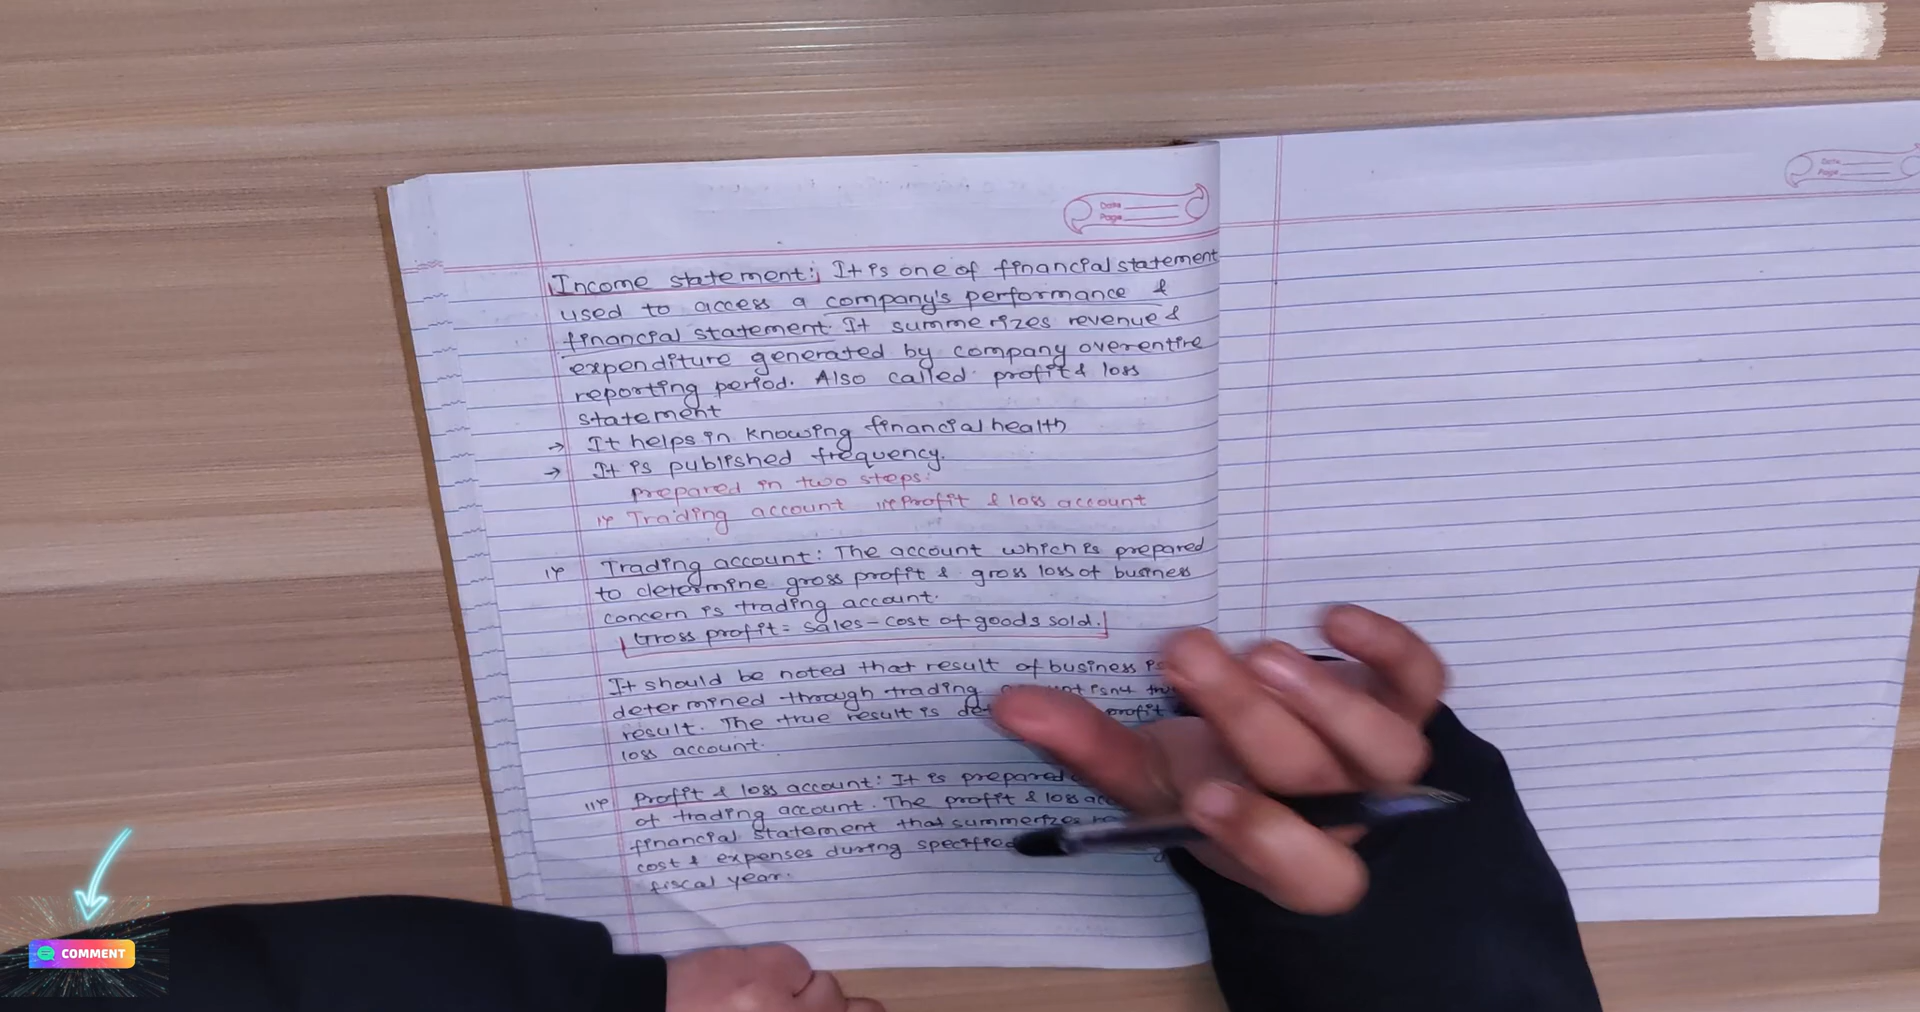 Date
Page
Date
Page
Income statement: It is one of financial statement
used to access a company's performance &
financial statement. It summerizes revenue &
expenditure generated by company over entire
reporting period. Also called profit & loss
statement
→ It helps in knowing financial health
→ It is published frequency.
prepared in two steps:
i) Trading account ii) Profit & loss account
i) Trading account: The account which is prepared
to determine gross profit & gross loss of business
concern is trading account.
Gross profit = sales - cost of goods sold.
It should be noted that result of business is
determined through trading isn't
result. The true result is profit
loss account.
ii) Profit & loss account: It is prepared
of trading account. The profit & loss
financial statement that summerizes
cost & expenses during specified
fiscal year.
COMMENT